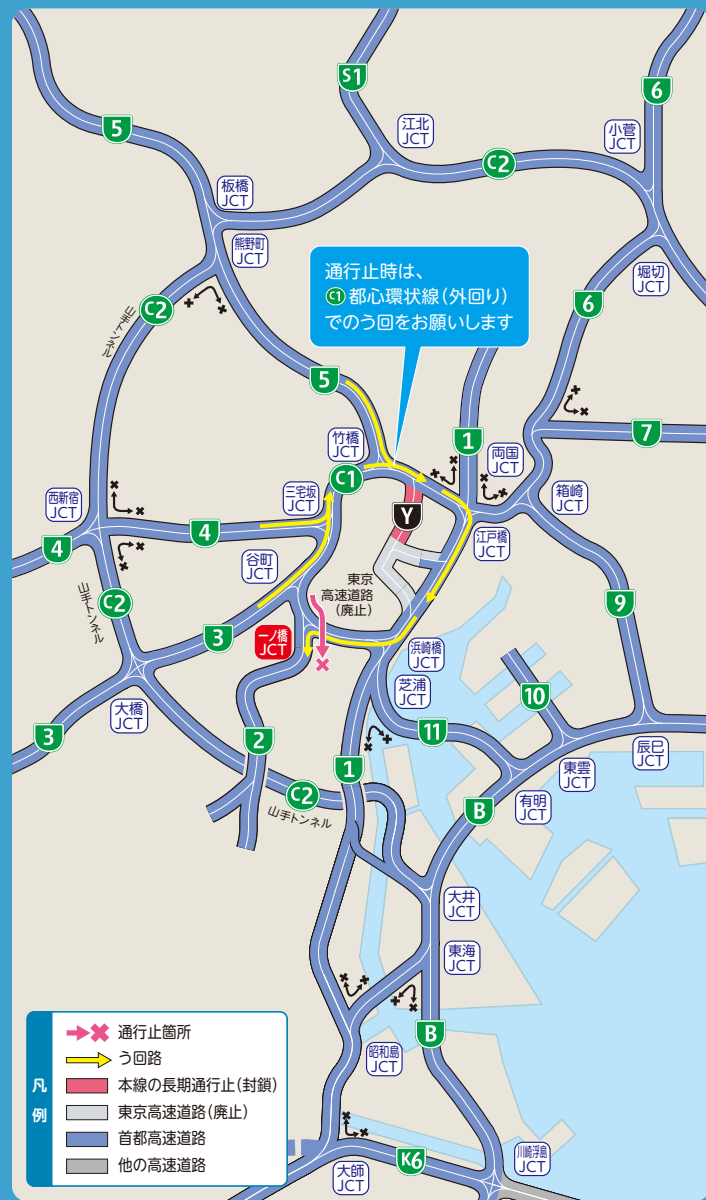 S1
6
5
江北
JCT
小菅
JCT
C2
板橋
JCT
熊野町
JCT
通行止時は、
C1 都心環状線(外回り)
でのう回をお願いします
堀切
JCT
C2
山手トンネル
6
5
竹橋
JCT
1
両国
JCT
7
C1
三宅坂
JCT
箱崎
JCT
西新宿
JCT
Y
江戸橋
JCT
4
4
谷町
JCT
東京
高速道路
(廃止)
C2
山手トンネル
9
3
一ノ橋
JCT
浜崎橋
JCT
芝浦
JCT
大橋
JCT
10
3
2
11
辰巳
JCT
1
東雲
JCT
C2
山手トンネル
有明
JCT
B
大井
JCT
東海
JCT
B
昭和島
JCT
大師
JCT
K6
川崎浮島
JCT
凡例
通行止箇所
う回路
本線の長期通行止(封鎖)
東京高速道路(廃止)
首都高速道路
他の高速道路